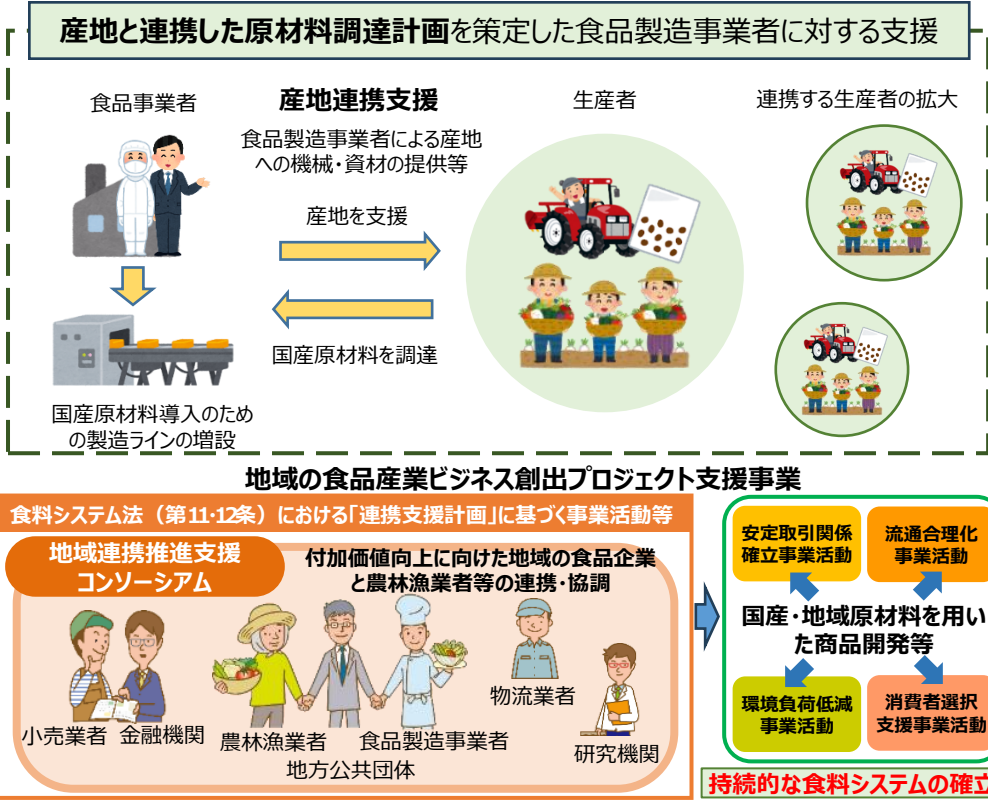 産地と連携した原材料調達計画を策定した食品製造事業者に対する支援
食品事業者
産地連携支援
生産者
連携する生産者の拡大
食品製造事業者による産地
への機械・資材の提供等
産地を支援
国産原材料を調達
国産原材料導入のため
の製造ラインの増設
地域の食品産業ビジネス創出プロジェクト支援事業
食料システム法（第11・12条）における「連携支援計画」に基づく事業活動等
地域連携推進支援
コンソーシアム
付加価値向上に向けた地域の食品企業
と農林漁業者等の連携・協調
小売業者
金融機関
農林漁業者
地方公共団体
食品製造事業者
物流業者
研究機関
安定取引関係
確立事業活動
流通合理化
事業活動
国産・地域原材料を用い
た商品開発等
環境負荷低減
事業活動
消費者選択
支援事業活動
持続的な食料システムの確立